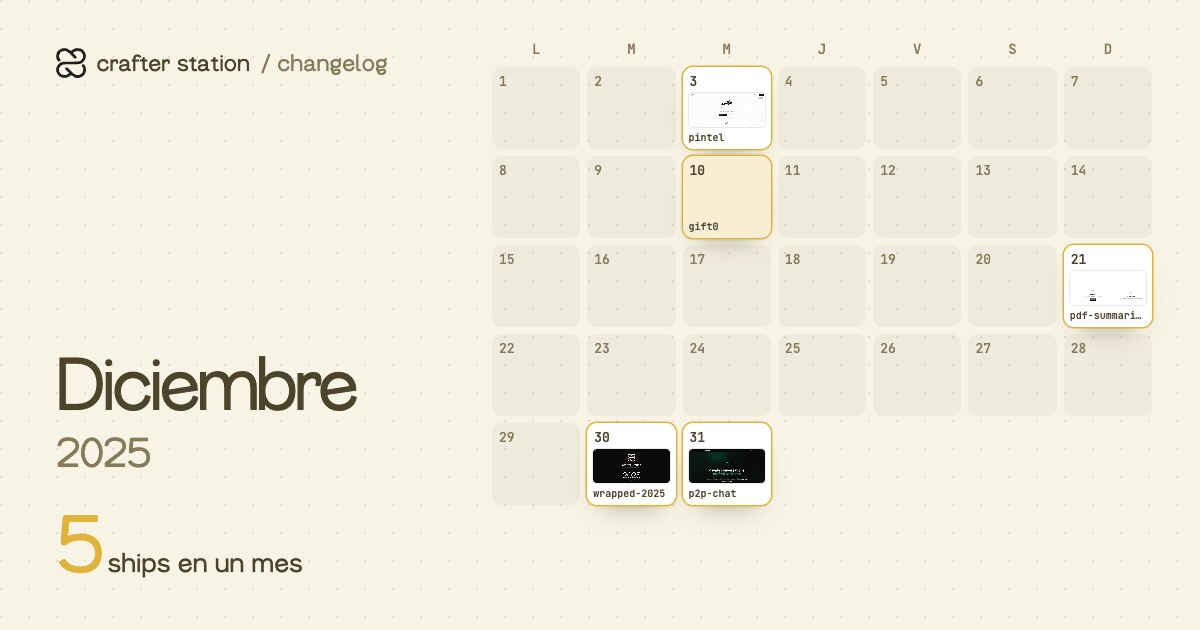 crafter station / changelog
L M M J V S D
1 2 3 4 5 6 7
pintel
8 9 10 11 12 13 14
gift0
15 16 17 18 19 20 21
pdf-summari…
22 23 24 25 26 27 28
29 30 31
wrapped-2025 p2p-chat
Diciembre
2025
5 ships en un mes